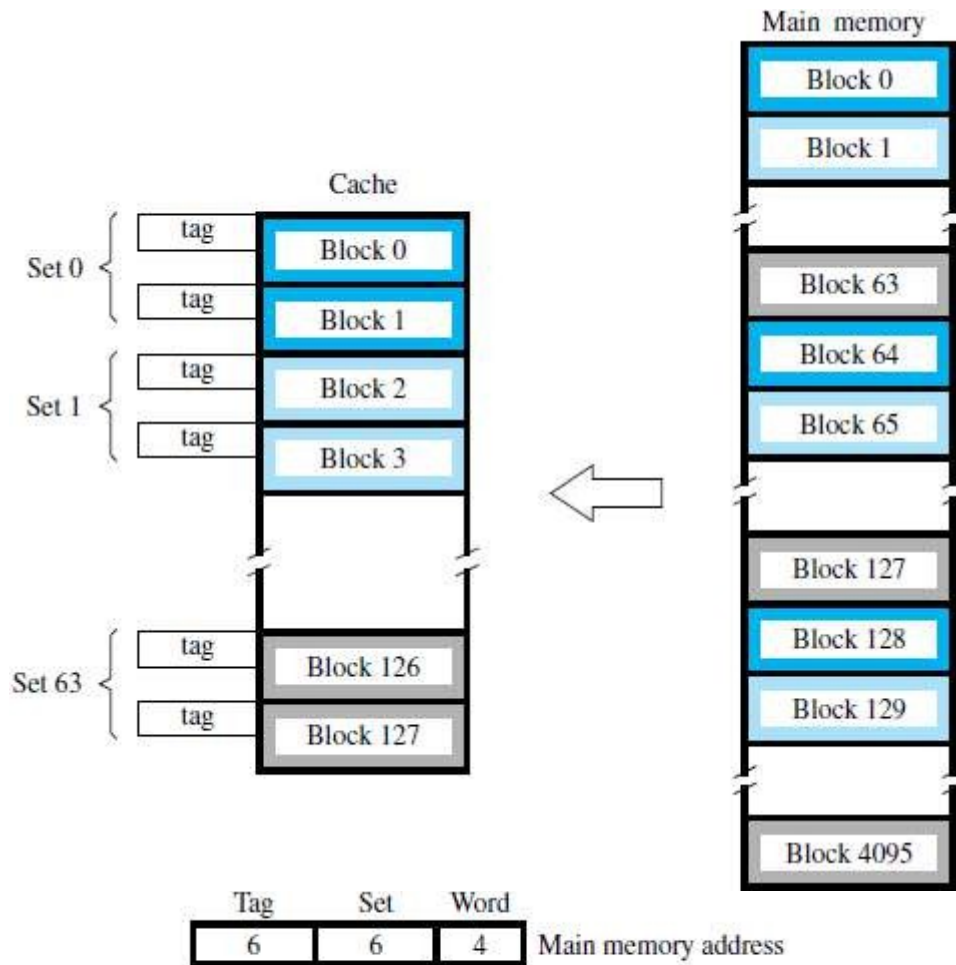 Main memory
Block 0
Block 1
Cache
tag
Block 0
Set 0
Block 63
tag
Block 1
Block 64
tag
Block 2
Set 1
Block 65
tag
Block 3
Block 127
tag
Block 126
Block 128
Set 63
Block 129
tag
Block 127
Block 4095
Tag Set Word
6 6 4 Main memory address